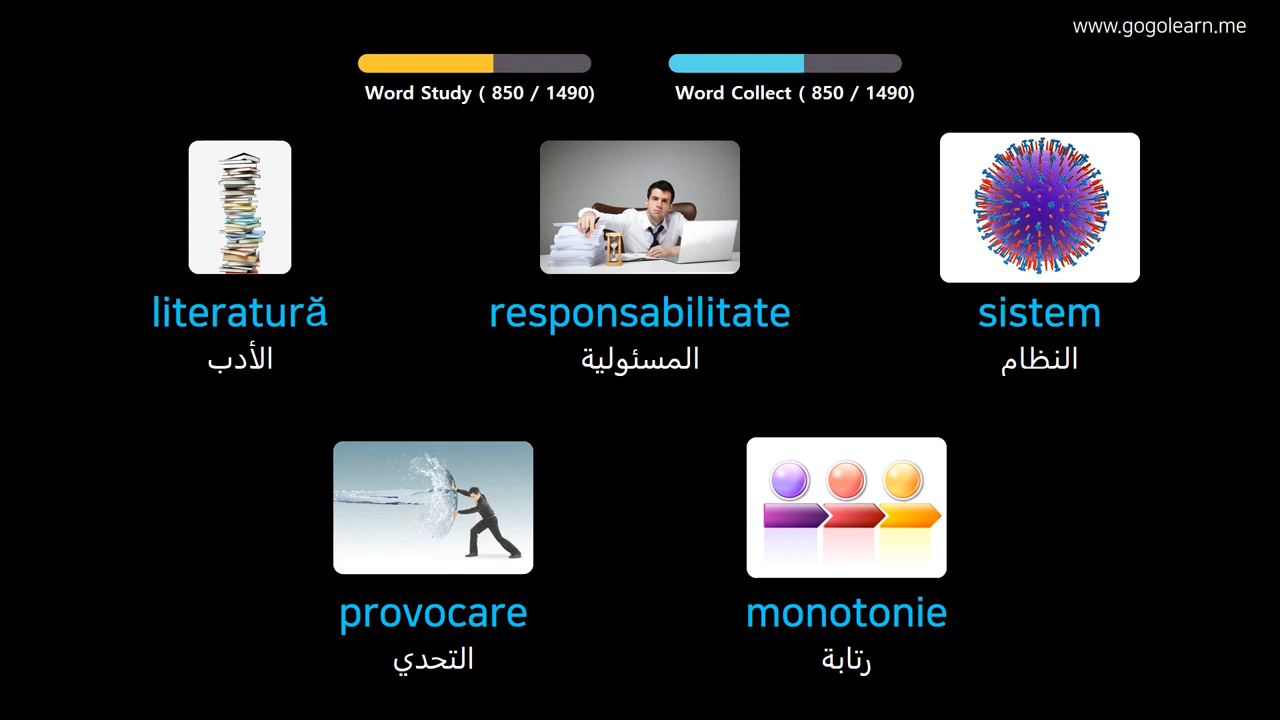 www.gogolearn.me
Word Study ( 850 / 1490)
Word Collect ( 850 / 1490)
literatură
الأدب
responsabilitate
المسئولية
sistem
النظام
provocare
التحدي
monotonie
رتابة